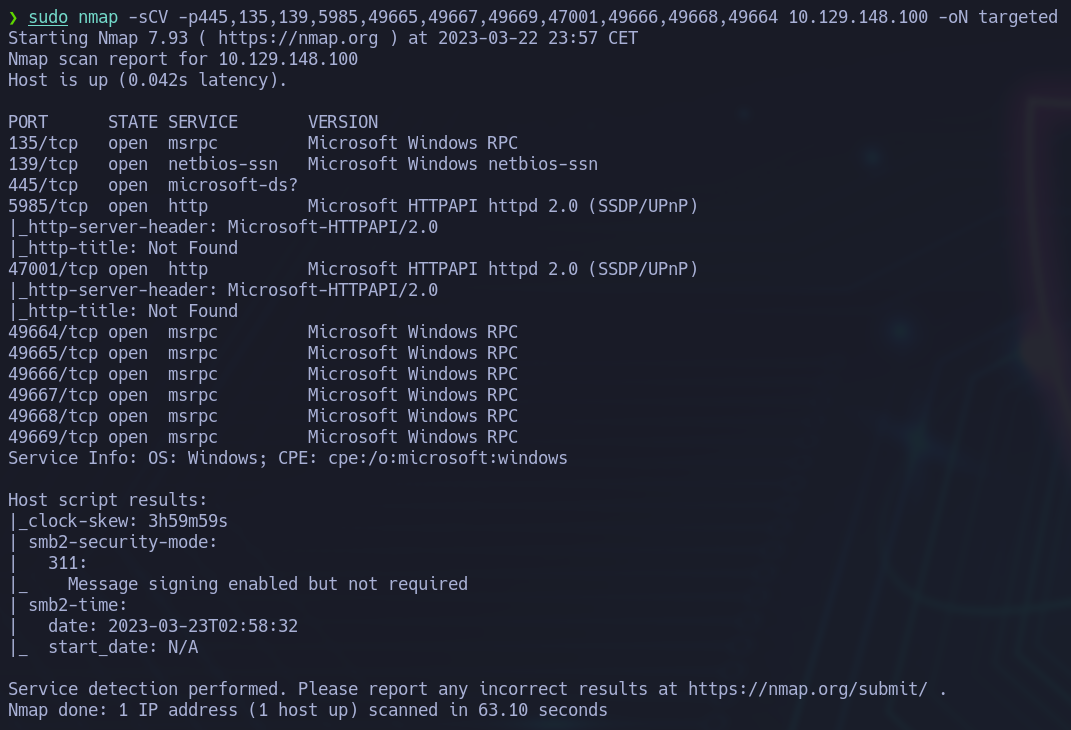 ❯ sudo nmap -sCV -p445,135,139,5985,49665,49667,49669,47001,49666,49668,49664 10.129.148.100 -oN targeted
Starting Nmap 7.93 ( https://nmap.org ) at 2023-03-22 23:57 CET
Nmap scan report for 10.129.148.100
Host is up (0.042s latency).

PORT      STATE SERVICE       VERSION
135/tcp   open  msrpc         Microsoft Windows RPC
139/tcp   open  netbios-ssn   Microsoft Windows netbios-ssn
445/tcp   open  microsoft-ds?
5985/tcp  open  http          Microsoft HTTPAPI httpd 2.0 (SSDP/UPnP)
|_http-server-header: Microsoft-HTTPAPI/2.0
|_http-title: Not Found
47001/tcp open  http          Microsoft HTTPAPI httpd 2.0 (SSDP/UPnP)
|_http-server-header: Microsoft-HTTPAPI/2.0
|_http-title: Not Found
49664/tcp open  msrpc         Microsoft Windows RPC
49665/tcp open  msrpc         Microsoft Windows RPC
49666/tcp open  msrpc         Microsoft Windows RPC
49667/tcp open  msrpc         Microsoft Windows RPC
49668/tcp open  msrpc         Microsoft Windows RPC
49669/tcp open  msrpc         Microsoft Windows RPC
Service Info: OS: Windows; CPE: cpe:/o:microsoft:windows

Host script results:
|_clock-skew: 3h59m59s
| smb2-security-mode:
|   311:
|_    Message signing enabled but not required
| smb2-time:
|   date: 2023-03-23T02:58:32
|_  start_date: N/A

Service detection performed. Please report any incorrect results at https://nmap.org/submit/ .
Nmap done: 1 IP address (1 host up) scanned in 63.10 seconds